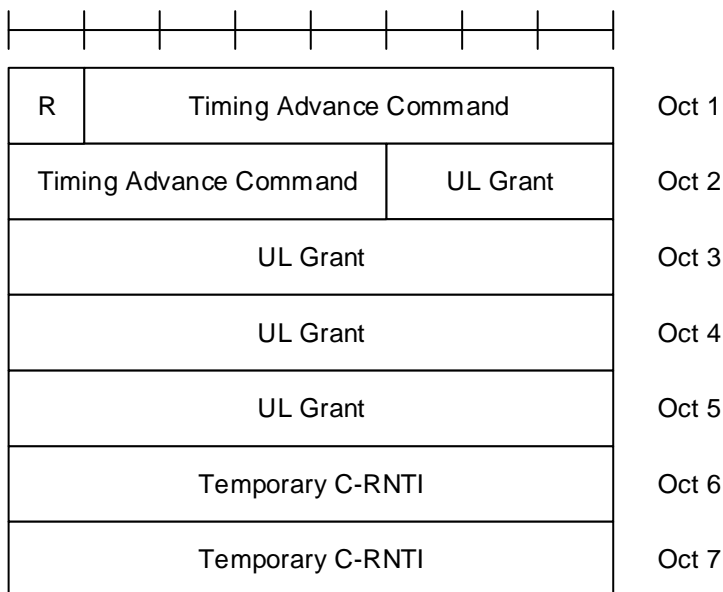 R Timing Advance Command Oct 1
Timing Advance Command UL Grant Oct 2
UL Grant Oct 3
UL Grant Oct 4
UL Grant Oct 5
Temporary C-RNTI Oct 6
Temporary C-RNTI Oct 7